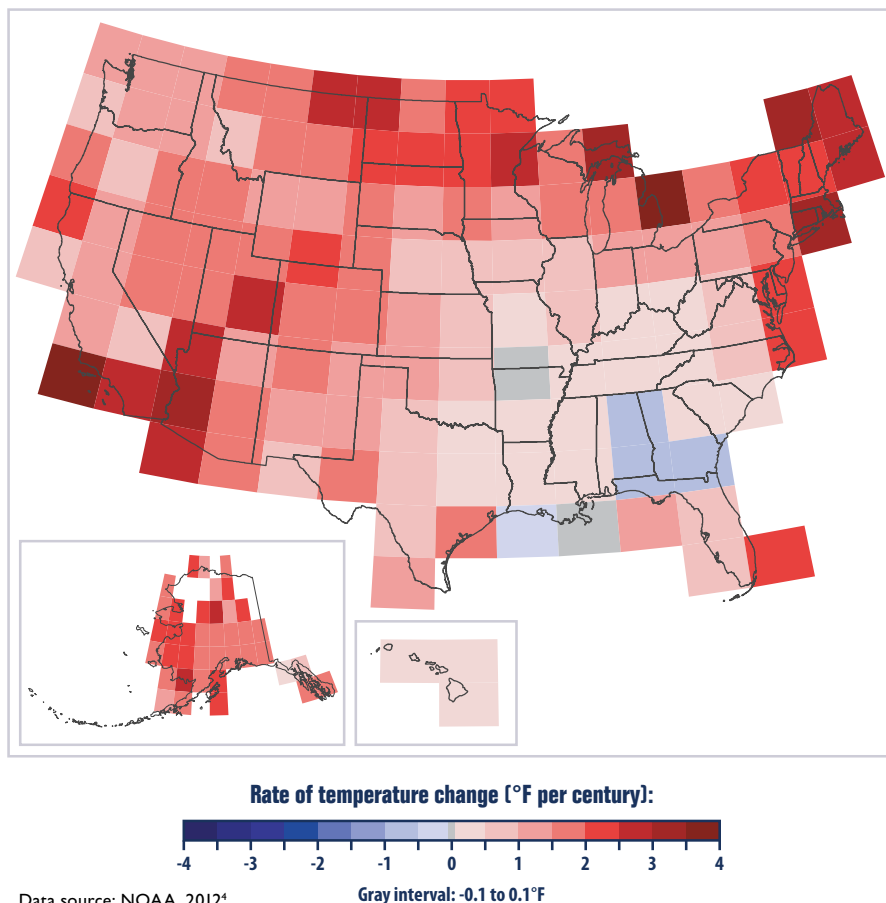 Rate of temperature change (°F per century):
-4 -3 -2 -1 0 1 2 3 4
Gray interval: -0.1 to 0.1°F
Data source: NOAA, 2012⁴